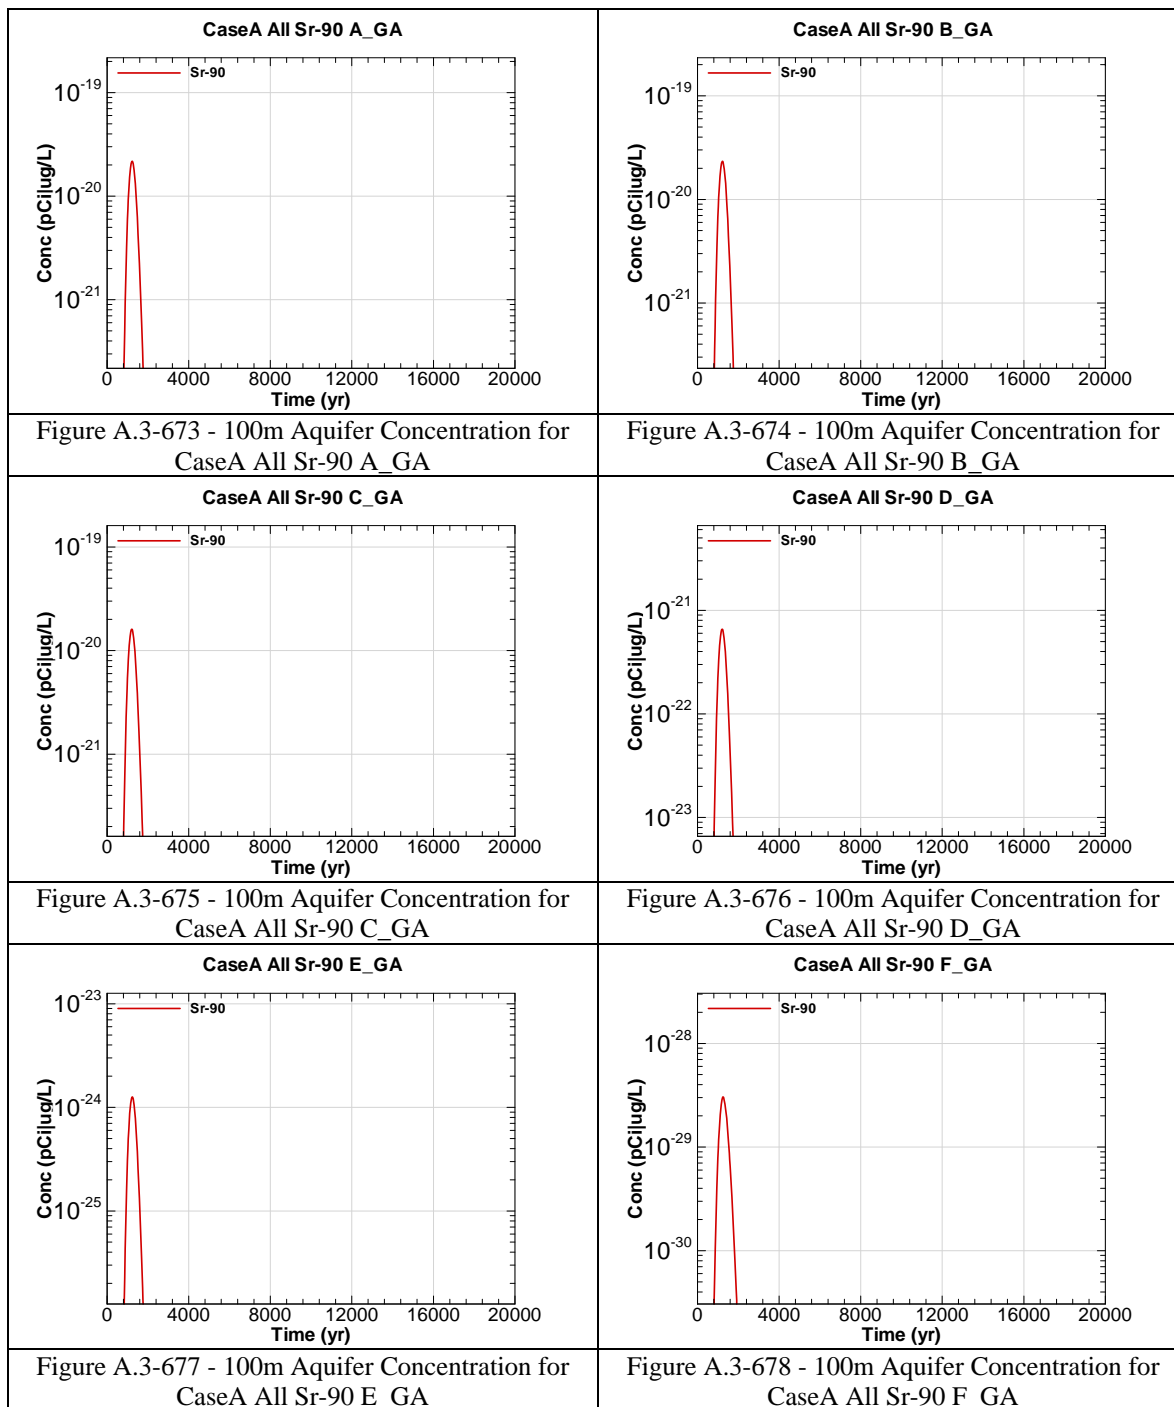 CaseA All Sr-90 A_GA
Sr-90
10-19
10-20
10-21
Conc (pCi|ug/L)
0 4000 8000 12000 16000 20000
Time (yr)
Figure A.3-673 - 100m Aquifer Concentration for
CaseA All Sr-90 A_GA
CaseA All Sr-90 B_GA
Sr-90
10-19
10-20
10-21
Conc (pCi|ug/L)
0 4000 8000 12000 16000 20000
Time (yr)
Figure A.3-674 - 100m Aquifer Concentration for
CaseA All Sr-90 B_GA
CaseA All Sr-90 C_GA
Sr-90
10-19
10-20
10-21
Conc (pCi|ug/L)
0 4000 8000 12000 16000 20000
Time (yr)
Figure A.3-675 - 100m Aquifer Concentration for
CaseA All Sr-90 C_GA
CaseA All Sr-90 D_GA
Sr-90
10-21
10-22
10-23
Conc (pCi|ug/L)
0 4000 8000 12000 16000 20000
Time (yr)
Figure A.3-676 - 100m Aquifer Concentration for
CaseA All Sr-90 D_GA
CaseA All Sr-90 E_GA
Sr-90
10-23
10-24
10-25
Conc (pCi|ug/L)
0 4000 8000 12000 16000 20000
Time (yr)
Figure A.3-677 - 100m Aquifer Concentration for
CaseA All Sr-90 E_GA
CaseA All Sr-90 F_GA
Sr-90
10-28
10-29
10-30
Conc (pCi|ug/L)
0 4000 8000 12000 16000 20000
Time (yr)
Figure A.3-678 - 100m Aquifer Concentration for
CaseA All Sr-90 F_GA